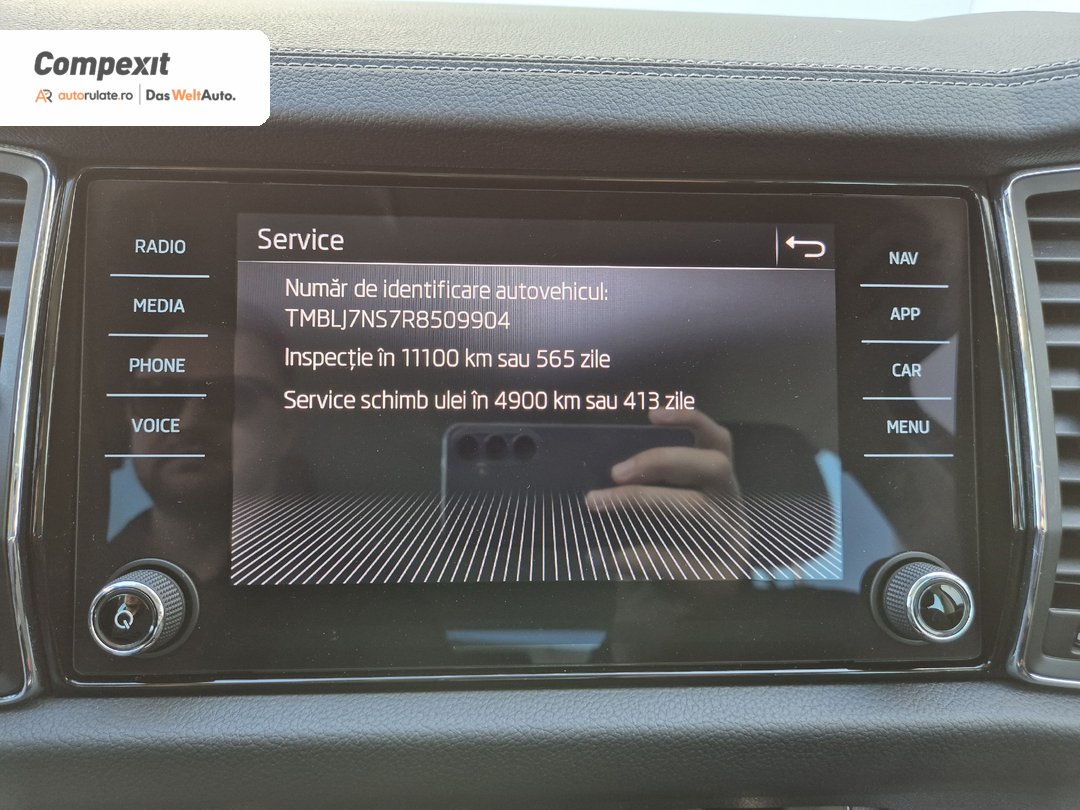 Compexit
AR autorulate.ro | Das WeltAuto.
RADIO
MEDIA
PHONE
VOICE
Service
Număr de identificare autovehicul:
TMBLJ7NS7R8509904
Inspecție în 11100 km sau 565 zile
Service schimb ulei în 4900 km sau 413 zile
NAV
APP
CAR
MENU